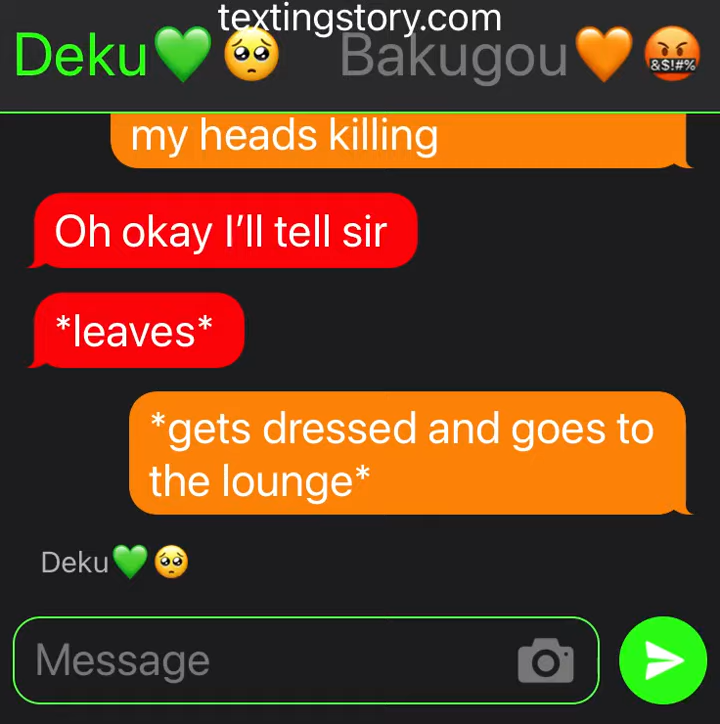 textingstory.com
Deku💚🥺 Bakugou🧡🤬
my heads killing
Oh okay I’ll tell sir
*leaves*
*gets dressed and goes to
the lounge*
Deku💚🥺
Message